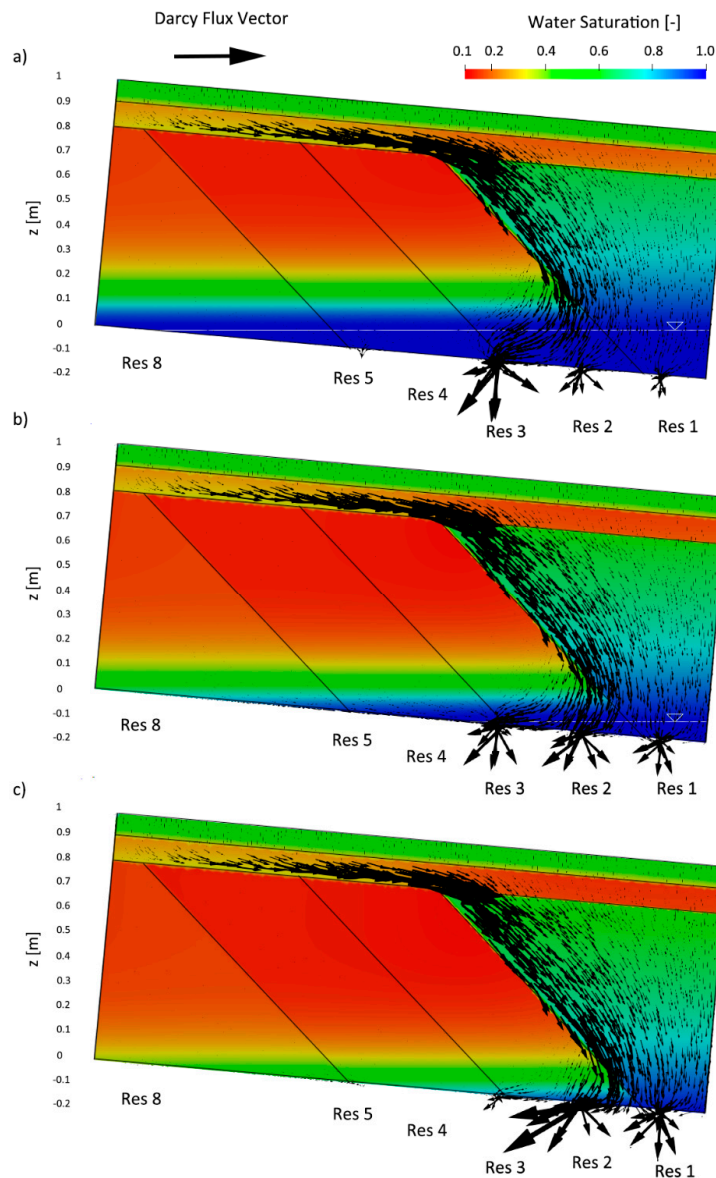 Darcy Flux Vector
Water Saturation [-]
0.1 0.2 0.4 0.6 0.8 1.0
a)
1
0.9
0.8
0.7
0.6
0.5
0.4
0.3
0.2
0.1
0
-0.1
-0.2
z [m]
Res 8
Res 5
Res 4
Res 3
Res 2
Res 1
b)
1
0.9
0.8
0.7
0.6
0.5
0.4
0.3
0.2
0.1
0
-0.1
-0.2
z [m]
Res 8
Res 5
Res 4
Res 3
Res 2
Res 1
c)
1
0.9
0.8
0.7
0.6
0.5
0.4
0.3
0.2
0.1
0
-0.1
-0.2
z [m]
Res 8
Res 5
Res 4
Res 3
Res 2
Res 1